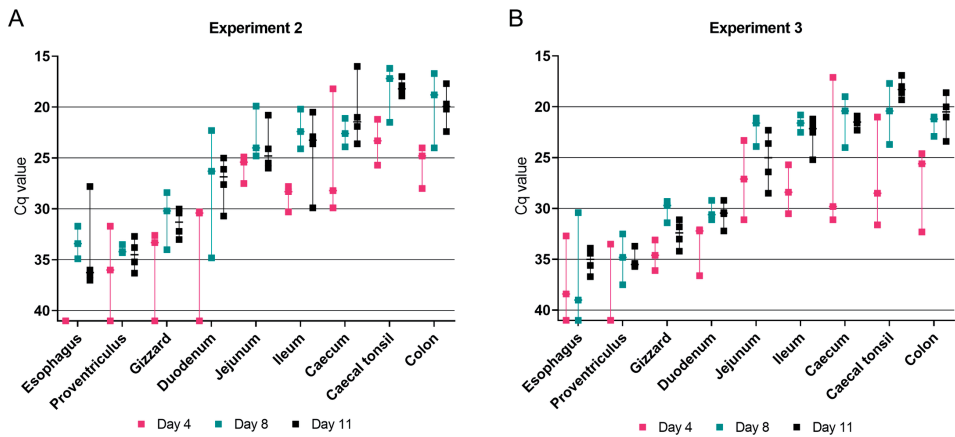 A
Experiment 2
Cq value
15
20
25
30
35
40
Esophagus
Proventriculus
Gizzard
Duodenum
Jejunum
Ileum
Caecum
Caecal tonsil
Colon
Day 4 Day 8 Day 11
B
Experiment 3
Cq value
15
20
25
30
35
40
Esophagus
Proventriculus
Gizzard
Duodenum
Jejunum
Ileum
Caecum
Caecal tonsil
Colon
Day 4 Day 8 Day 11